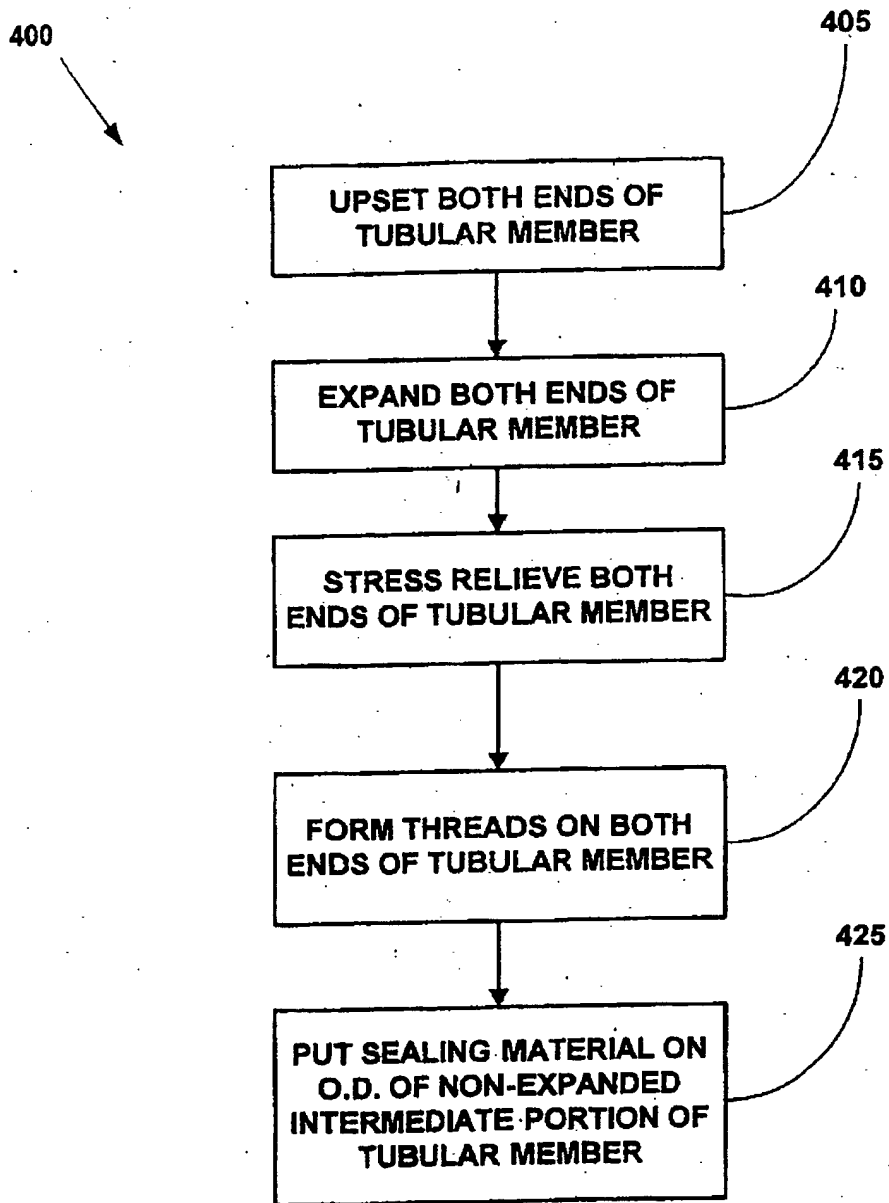 400
405
UPSET BOTH ENDS OF
TUBULAR MEMBER
410
EXPAND BOTH ENDS OF
TUBULAR MEMBER
415
STRESS RELIEVE BOTH
ENDS OF TUBULAR MEMBER
420
FORM THREADS ON BOTH
ENDS OF TUBULAR MEMBER
425
PUT SEALING MATERIAL ON
O.D. OF NON-EXPANDED
INTERMEDIATE PORTION OF
TUBULAR MEMBER